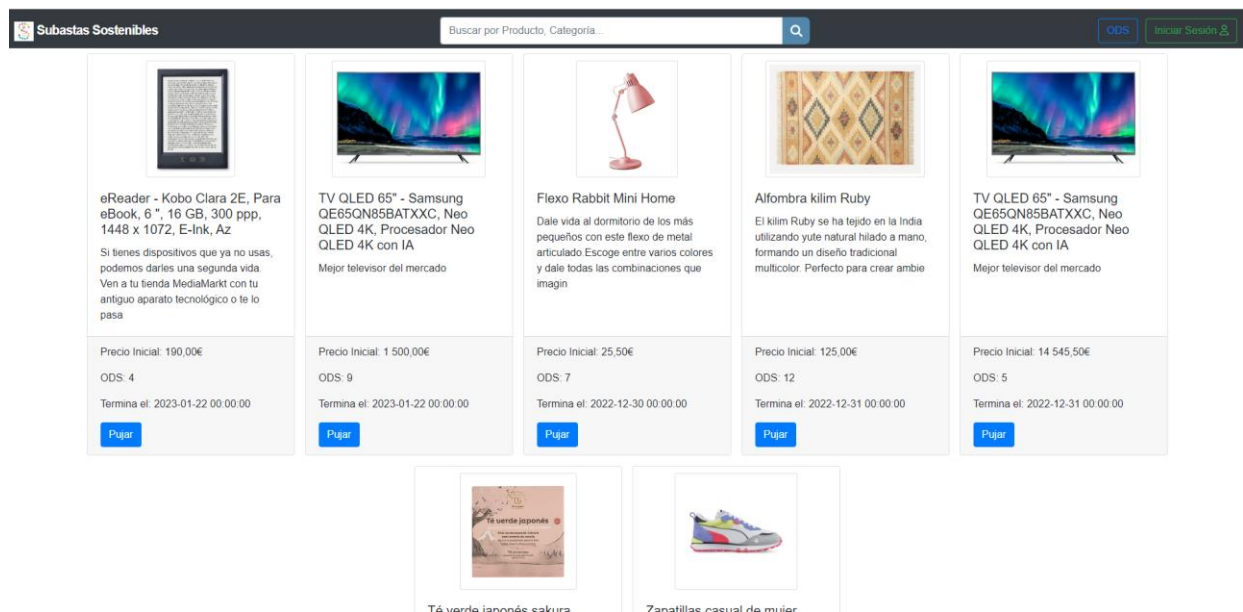 Subastas Sostenibles
Buscar por Producto, Categoría...
ODS
Iniciar Sesión
eReader - Kobo Clara 2E, Para
eBook, 6 ", 16 GB, 300 ppp,
1448 x 1072, E-Ink, Az
Si tienes dispositivos que ya no usas,
podemos darles una segunda vida.
Ven a tu tienda MediaMarkt con tu
antiguo aparato tecnológico o te lo
pasa
Precio Inicial: 190,00€
ODS: 4
Termina el: 2023-01-22 00:00:00
Pujar
TV QLED 65" - Samsung
QE65QN85BATXXC, Neo
QLED 4K, Procesador Neo
QLED 4K con IA
Mejor televisor del mercado
Precio Inicial: 1 500,00€
ODS: 9
Termina el: 2023-01-22 00:00:00
Pujar
Flexo Rabbit Mini Home
Dale vida al dormitorio de los más
pequeños con este flexo de metal
articulado.Escoge entre varios colores
y dale todas las combinaciones que
imagin
Precio Inicial: 25,50€
ODS: 7
Termina el: 2022-12-30 00:00:00
Pujar
Alfombra kilim Ruby
El kilim Ruby se ha tejido en la India
utilizando yute natural hilado a mano,
formando un diseño tradicional
multicolor. Perfecto para crear ambie
Precio Inicial: 125,00€
ODS: 12
Termina el: 2022-12-31 00:00:00
Pujar
TV QLED 65" - Samsung
QE65QN85BATXXC, Neo
QLED 4K, Procesador Neo
QLED 4K con IA
Mejor televisor del mercado
Precio Inicial: 14 545,50€
ODS: 5
Termina el: 2022-12-31 00:00:00
Pujar
Té verde japonés
Té verde japonés sakura
Zapatillas casual de mujer